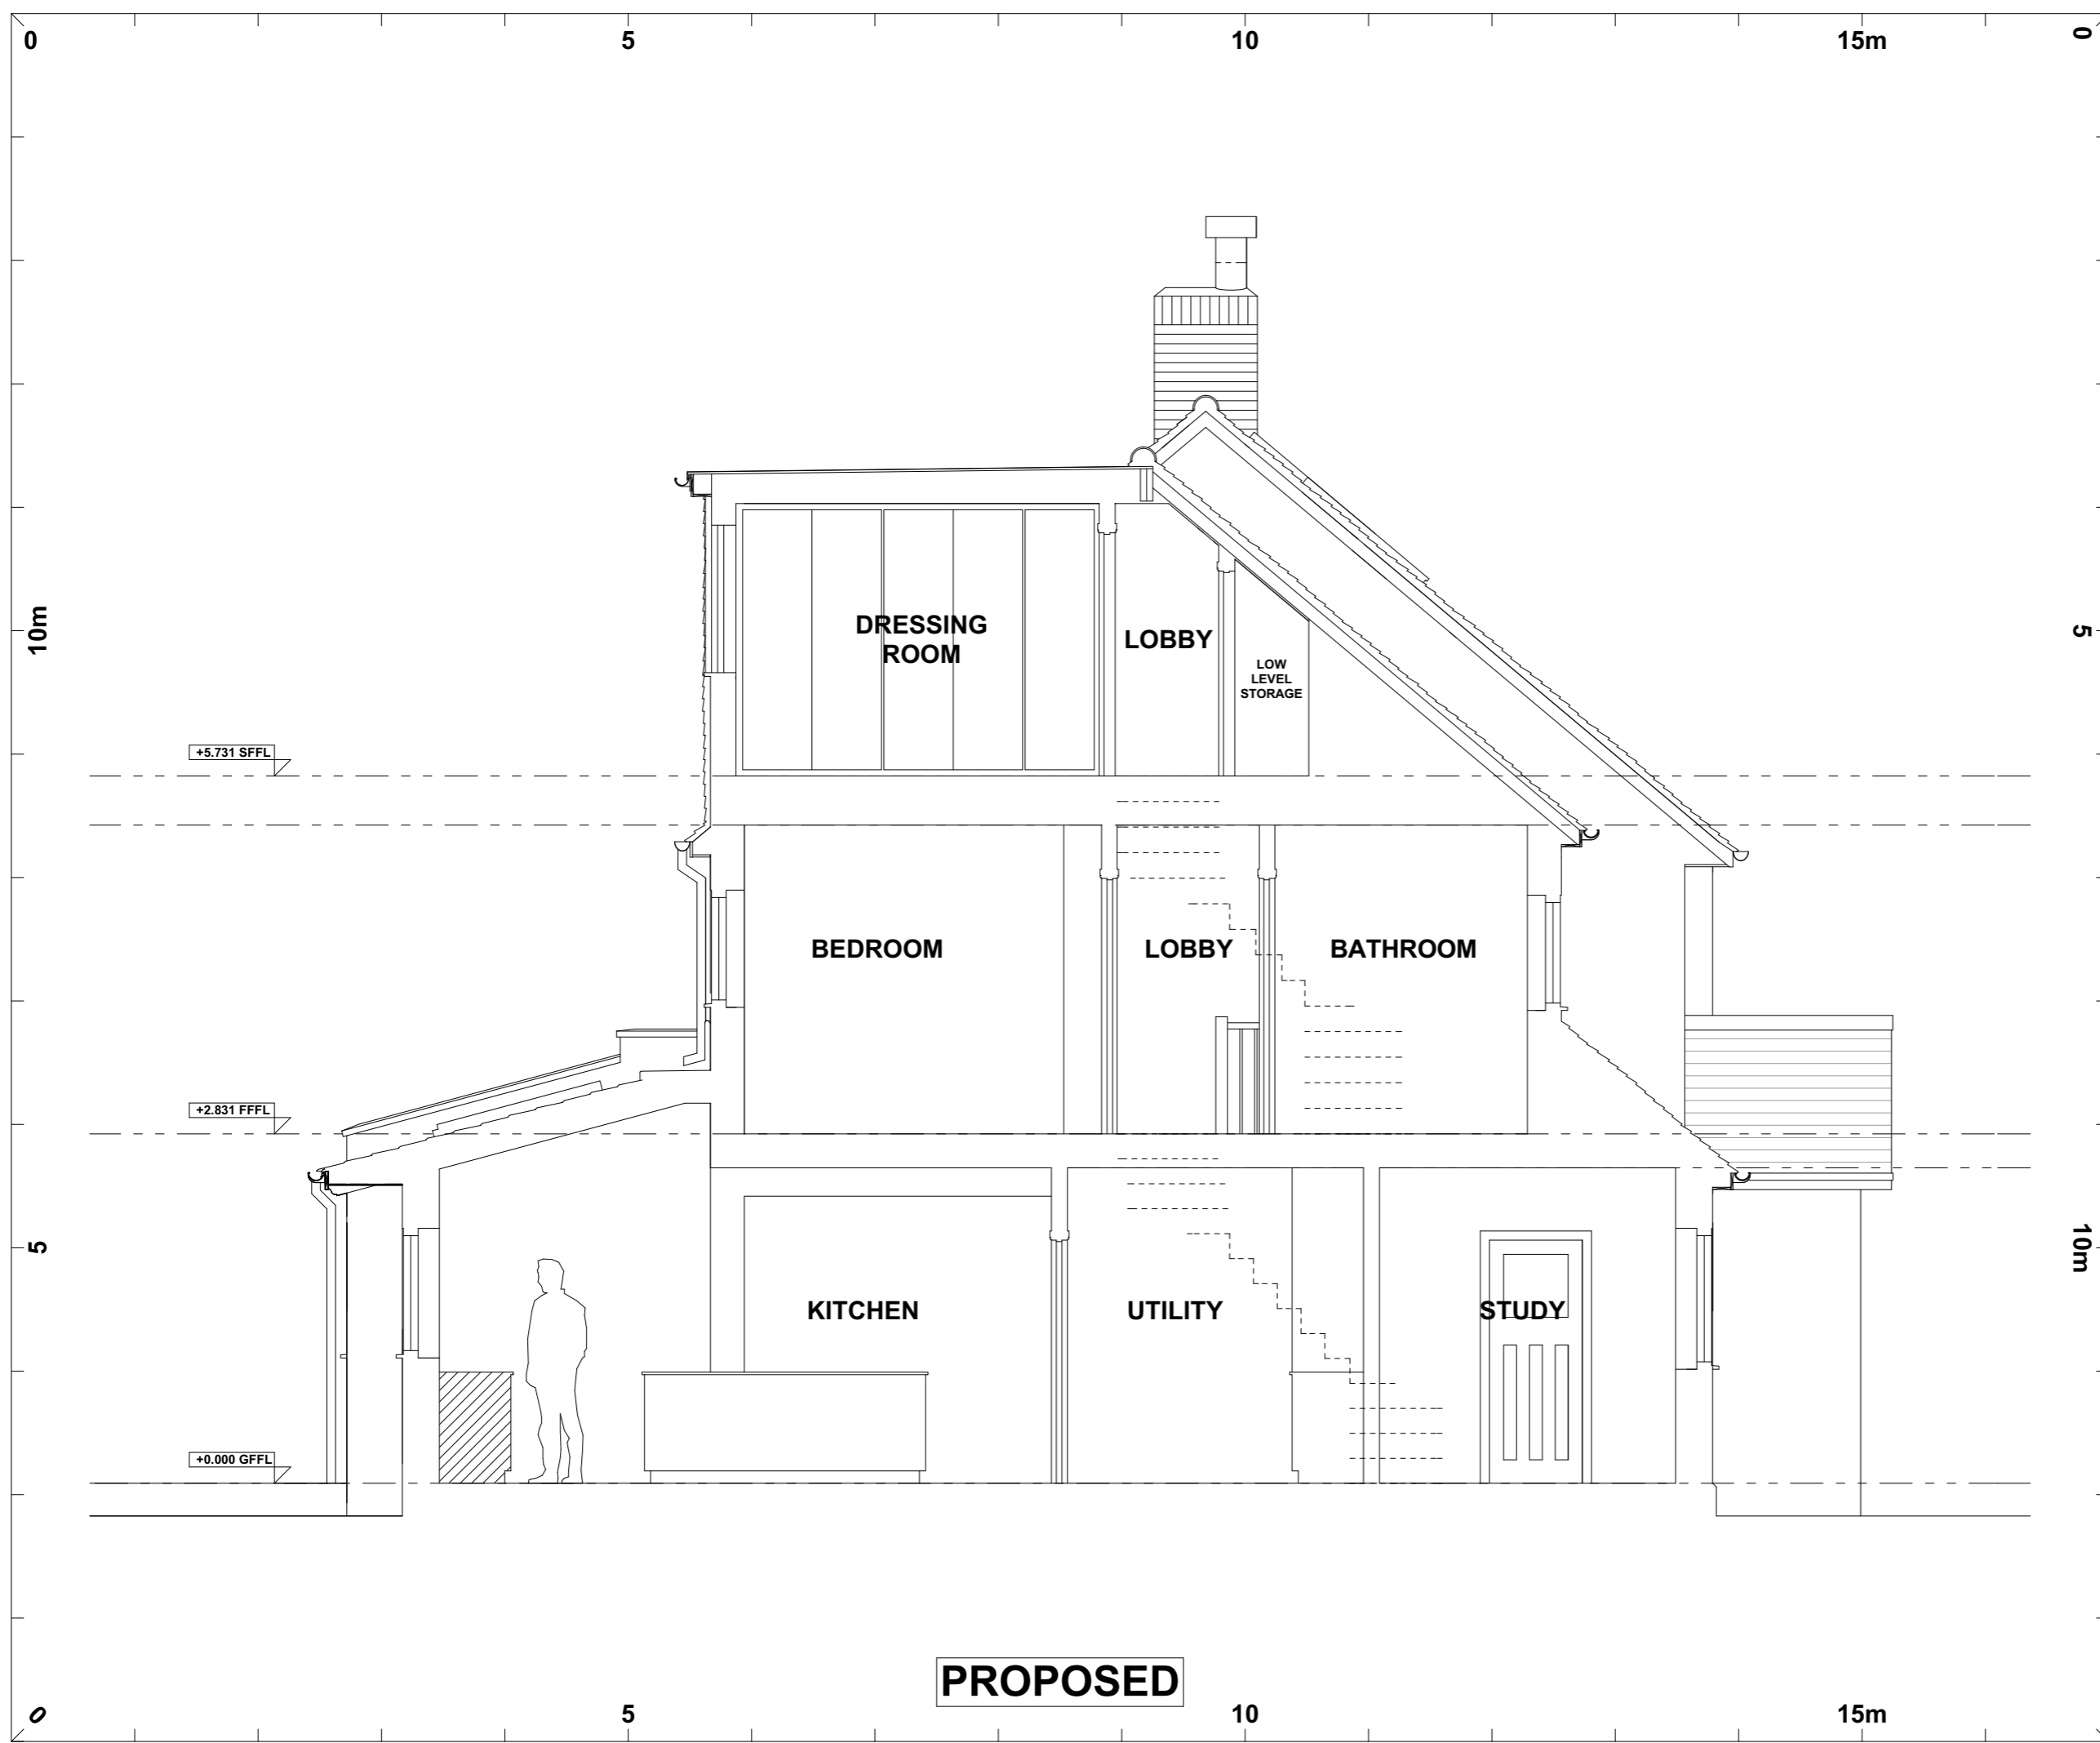 0 5 10 15m 0
DRESSING
ROOM
LOBBY
LOW
LEVEL
STORAGE
10m
5
+5.731 SFFL
BEDROOM
LOBBY
BATHROOM
+2.831 FFFL
5
10m
KITCHEN
UTILITY
STUDY
+0.000 GFFL
PROPOSED
0 5 10 15m